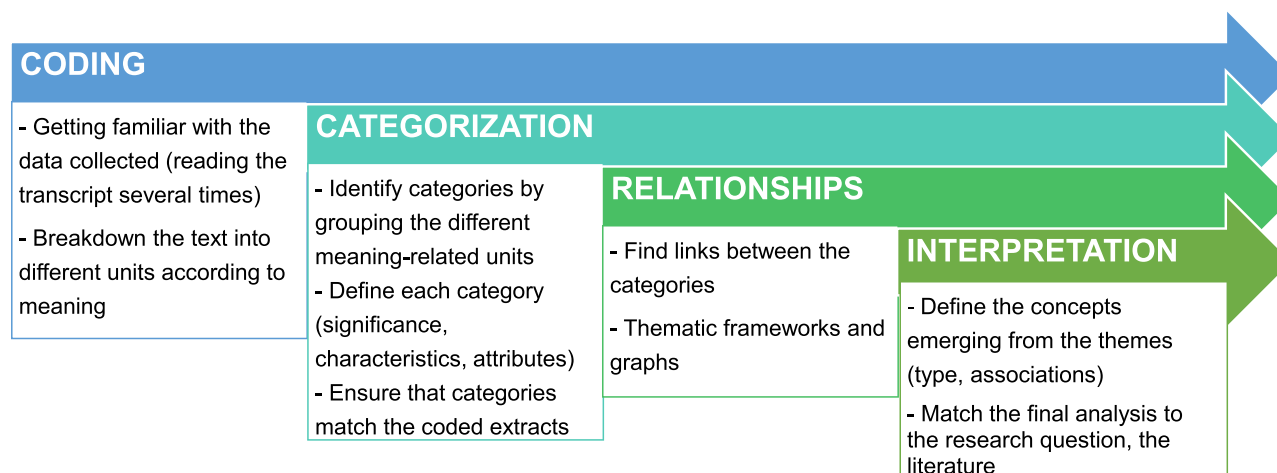 CODING
- Getting familiar with the
data collected (reading the
transcript several times)
- Breakdown the text into
different units according to
meaning
CATEGORIZATION
- Identify categories by
grouping the different
meaning-related units
- Define each category
(significance,
characteristics, attributes)
- Ensure that categories
match the coded extracts
RELATIONSHIPS
- Find links between the
categories
- Thematic frameworks and
graphs
INTERPRETATION
- Define the concepts
emerging from the themes
(type, associations)
- Match the final analysis to
the research question, the
literature